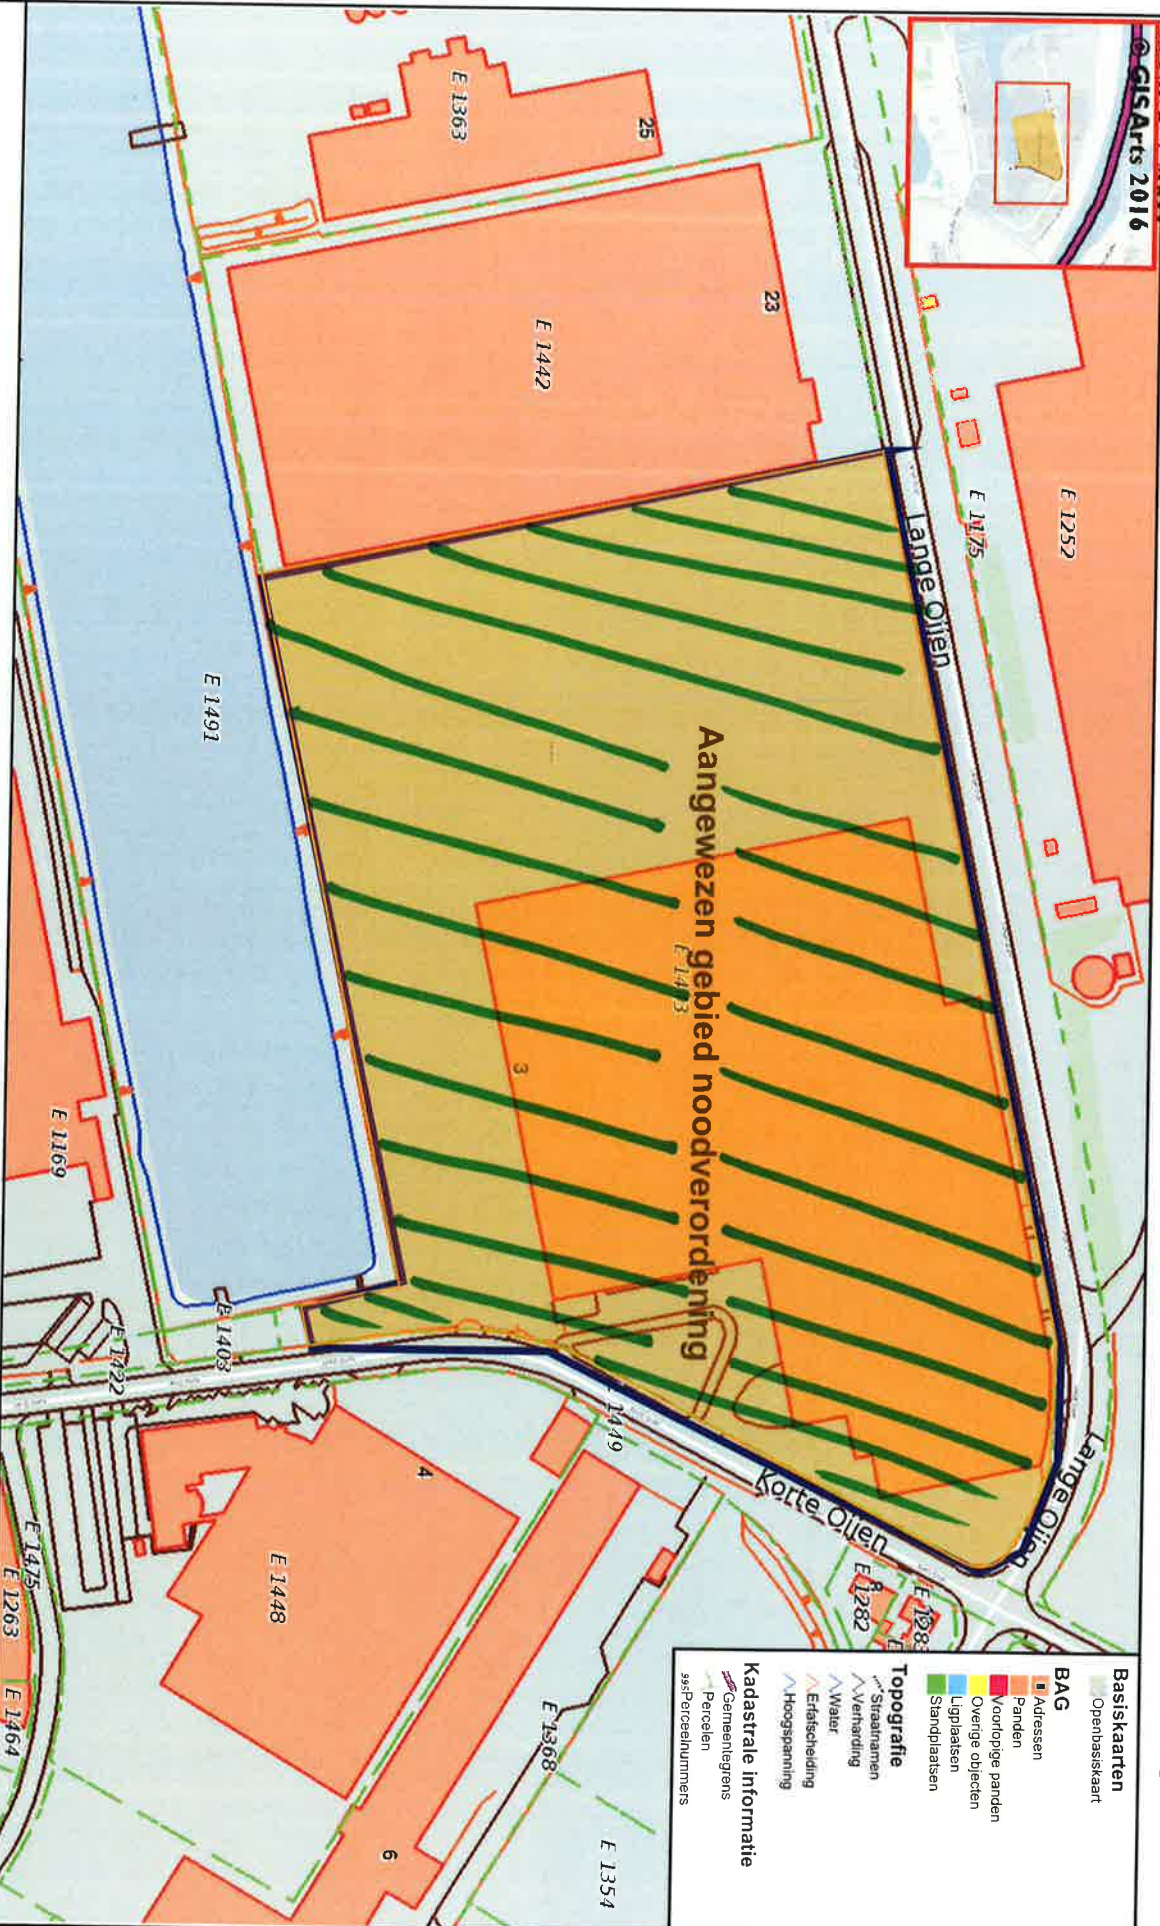 © GISArts 2016
E 1363
25
23
E 1442
E 1252
E 1175
Lange Oijen
E 1491
Aangewezen gebied noodverordening
3
E 1169
E 1403
E 1422
E 1475
E 1263
E 1464
4
E 1448
1449
Korte Oijen
Lange Oijen
E 1282
8
E 1368
E 1354
6
Basiskaarten
Openbasiskaart
BAG
Adressen
Panden
Voorlopige panden
Overige objecten
Ligplaatsen
Standplaatsen
Topografie
Straatnamen
Verharding
Water
Erfafscheiding
Hoogspanning
Kadastrale informatie
Gemeentegrens
Percelen
Perceelnummers